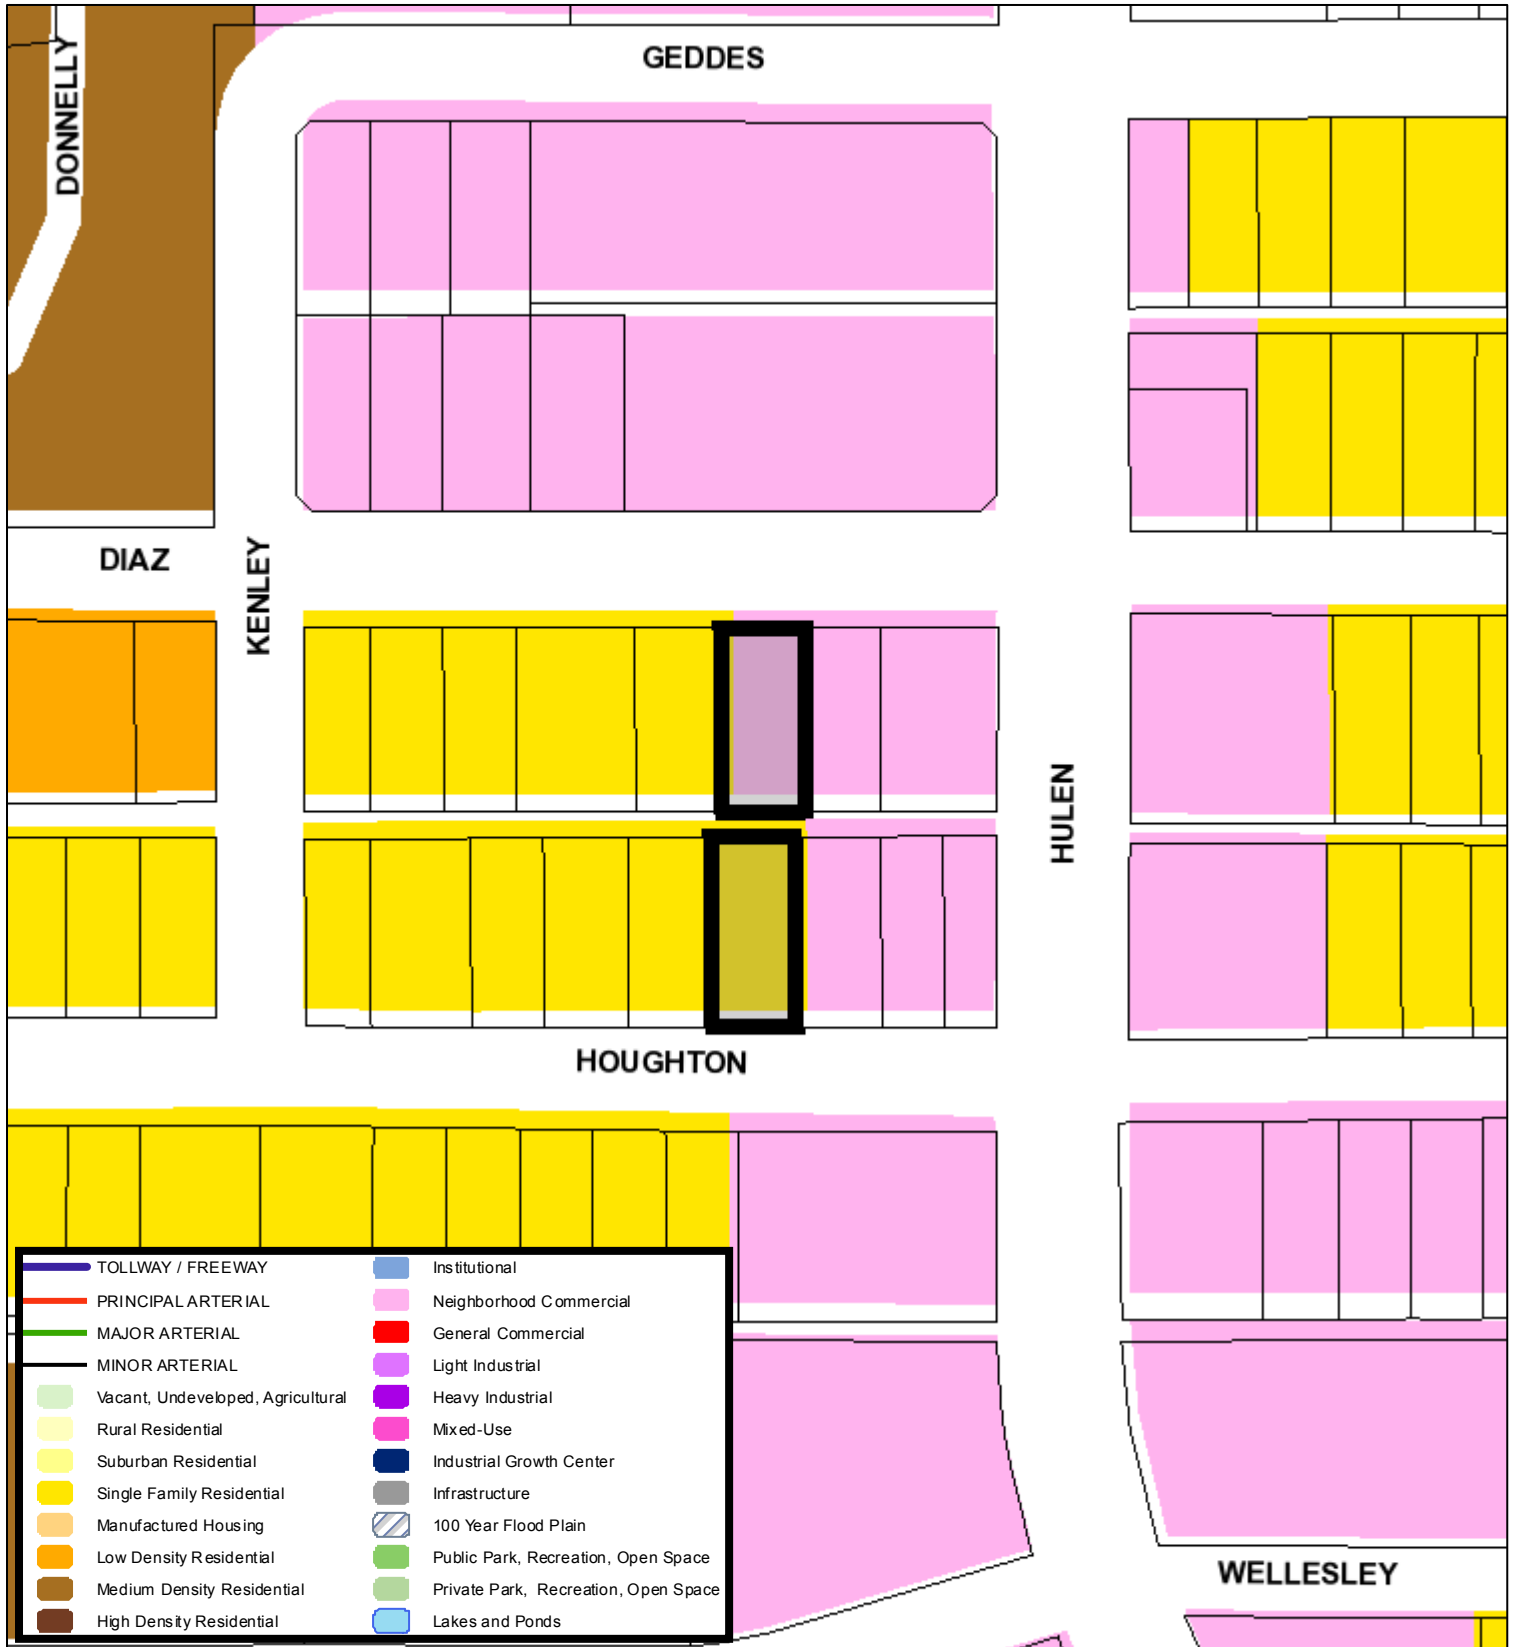 GEDDES
DONNELLY
DIAZ
KENLEY
HULEN
HOUGHTON
WELLESLEY
TOLLWAY / FREEWAY
PRINCIPAL ARTERIAL
MAJOR ARTERIAL
MINOR ARTERIAL
Vacant, Undeveloped, Agricultural
Rural Residential
Suburban Residential
Single Family Residential
Manufactured Housing
Low Density Residential
Medium Density Residential
High Density Residential
Institutional
Neighborhood Commercial
General Commercial
Light Industrial
Heavy Industrial
Mixed-Use
Industrial Growth Center
Infrastructure
100 Year Flood Plain
Public Park, Recreation, Open Space
Private Park, Recreation, Open Space
Lakes and Ponds